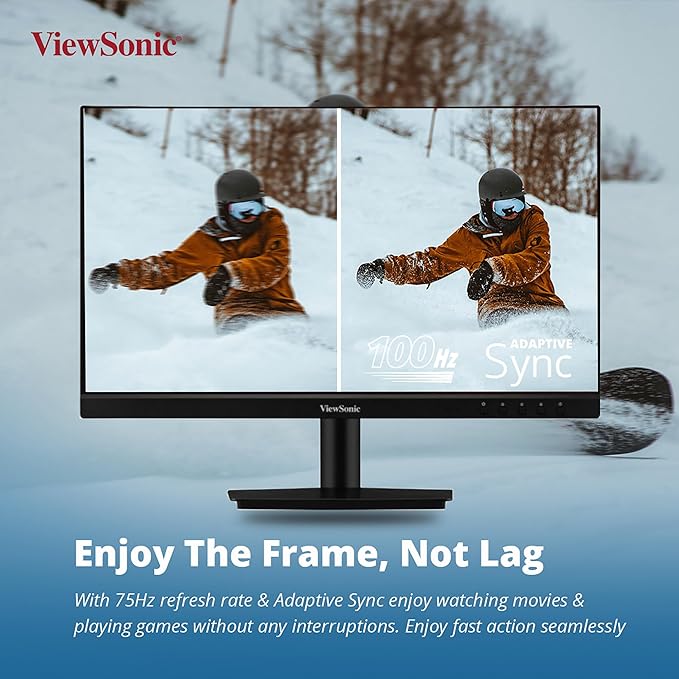 ViewSonic
100Hz
ADAPTIVE
Sync
ViewSonic
Enjoy The Frame, Not Lag
With 75Hz refresh rate & Adaptive Sync enjoy watching movies &
playing games without any interruptions. Enjoy fast action seamlessly